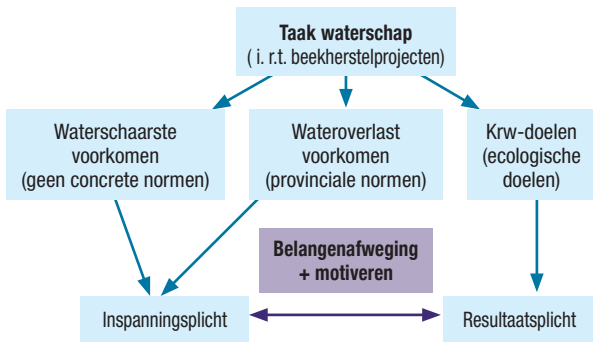 Taak waterschap
( i. r.t. beekherstelprojecten)
Waterschaarste
voorkomen
(geen concrete normen)
Wateroverlast
voorkomen
(provinciale normen)
Krw-doelen
(ecologische
doelen)
Belangenafweging
+ motiveren
Inspanningsplicht
Resultaatsplicht